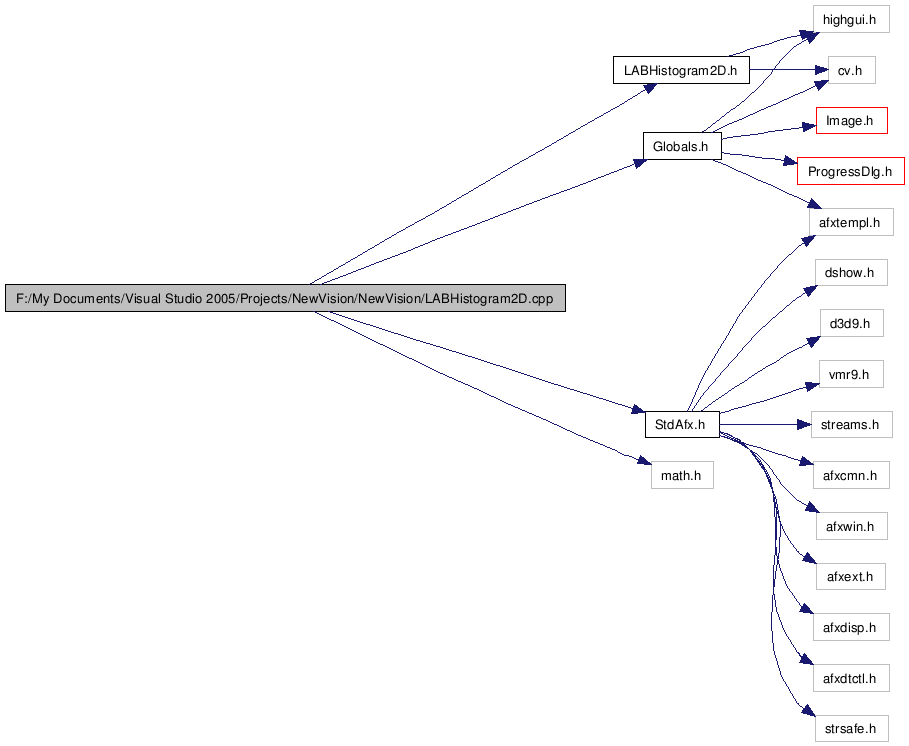 highgui.h
LABHistogram2D.h
cv.h
Image.h
Globals.h
ProgressDlg.h
afxtempl.h
dshow.h
F:/My Documents/Visual Studio 2005/Projects/NewVision/NewVision/LABHistogram2D.cpp
d3d9.h
vmr9.h
StdAfx.h
streams.h
math.h
afxcmn.h
afxwin.h
afxext.h
afxdisp.h
afxdtctl.h
strsafe.h